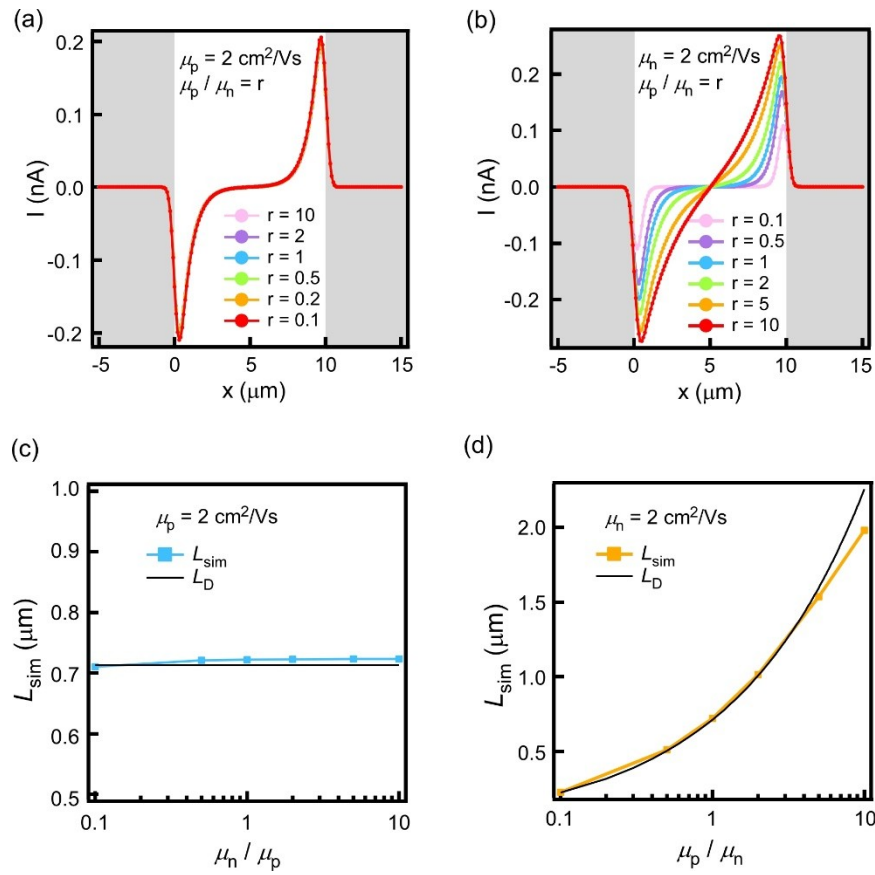 (a)
I (nA)
0.2
0.1
0.0
-0.1
-0.2
μp = 2 cm²/Vs
μp / μn = r
r = 10
r = 2
r = 1
r = 0.5
r = 0.2
r = 0.1
-5 0 5 10 15
x (μm)
(b)
I (nA)
0.2
0.1
0.0
-0.1
-0.2
μn = 2 cm²/Vs
μp / μn = r
r = 0.1
r = 0.5
r = 1
r = 2
r = 5
r = 10
-5 0 5 10 15
x (μm)
(c)
Lsim (μm)
1.0
0.9
0.8
0.7
0.6
0.5
μp = 2 cm²/Vs
Lsim
LD
0.1 1 10
μn / μp
(d)
Lsim (μm)
2.0
1.5
1.0
0.5
μn = 2 cm²/Vs
Lsim
LD
0.1 1 10
μp / μn